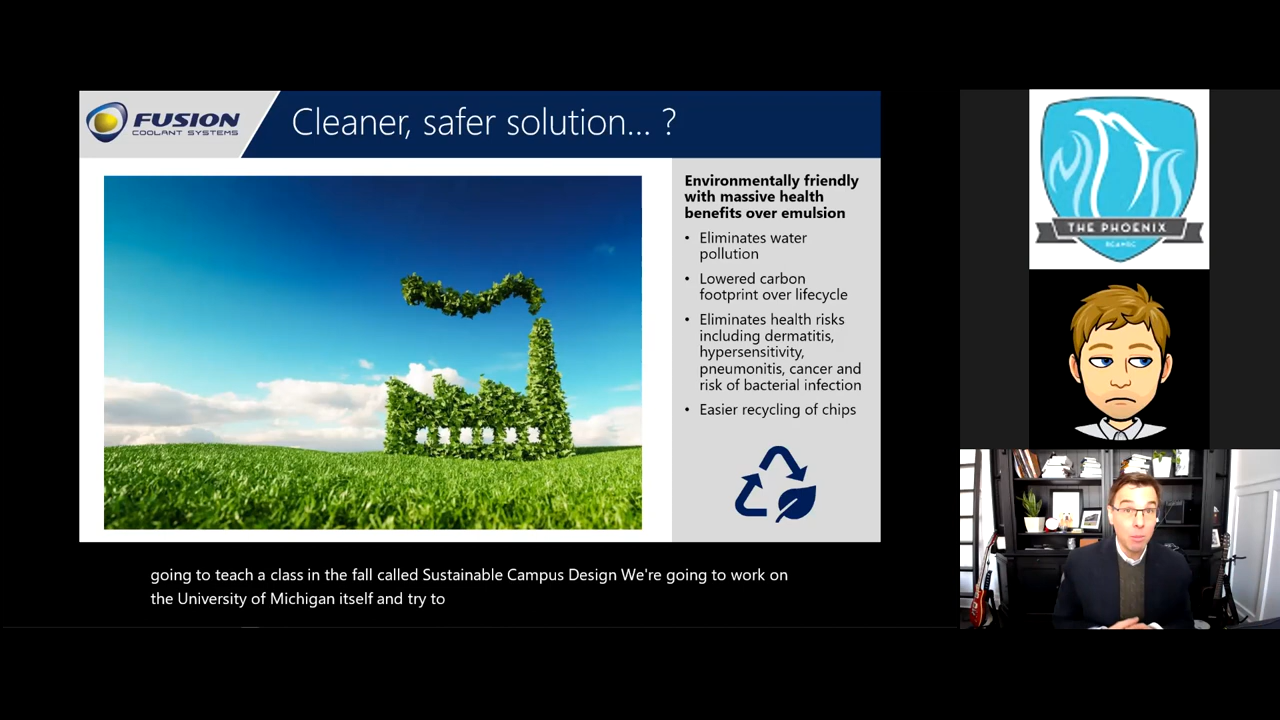 FUSION
COOLANT SYSTEMS
Cleaner, safer solution... ?
Environmentally friendly
with massive health
benefits over emulsion
• Eliminates water
pollution
• Lowered carbon
footprint over lifecycle
• Eliminates health risks
including dermatitis,
hypersensitivity,
pneumonitis, cancer and
risk of bacterial infection
• Easier recycling of chips
THE PHOENIX
going to teach a class in the fall called Sustainable Campus Design We're going to work on
the University of Michigan itself and try to